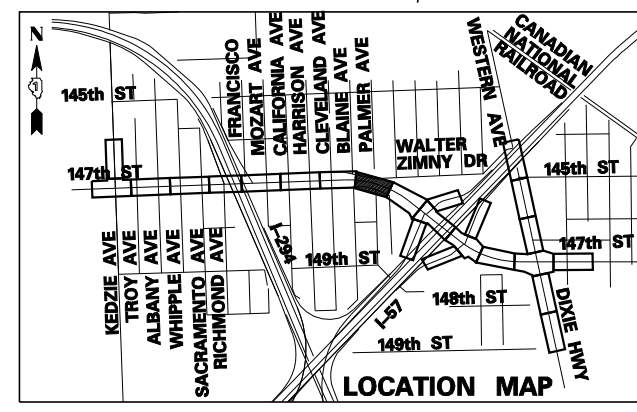 N
CANADIAN
NATIONAL
RAILROAD
WESTERN AVE
FRANCISCO
MOZART AVE
CALIFORNIA AVE
HARRISON AVE
CLEVELAND AVE
BLAINE AVE
PALMER AVE
145th ST
WALTER
ZIMNY DR
147th ST
145th ST
KEDZIE AVE
TROY AVE
ALBANY AVE
WHIPPLE AVE
SACRAMENTO AVE
RICHMOND AVE
I-294
149th ST
147th ST
I-57
148th ST
149th ST
DIXIE HWY
LOCATION MAP